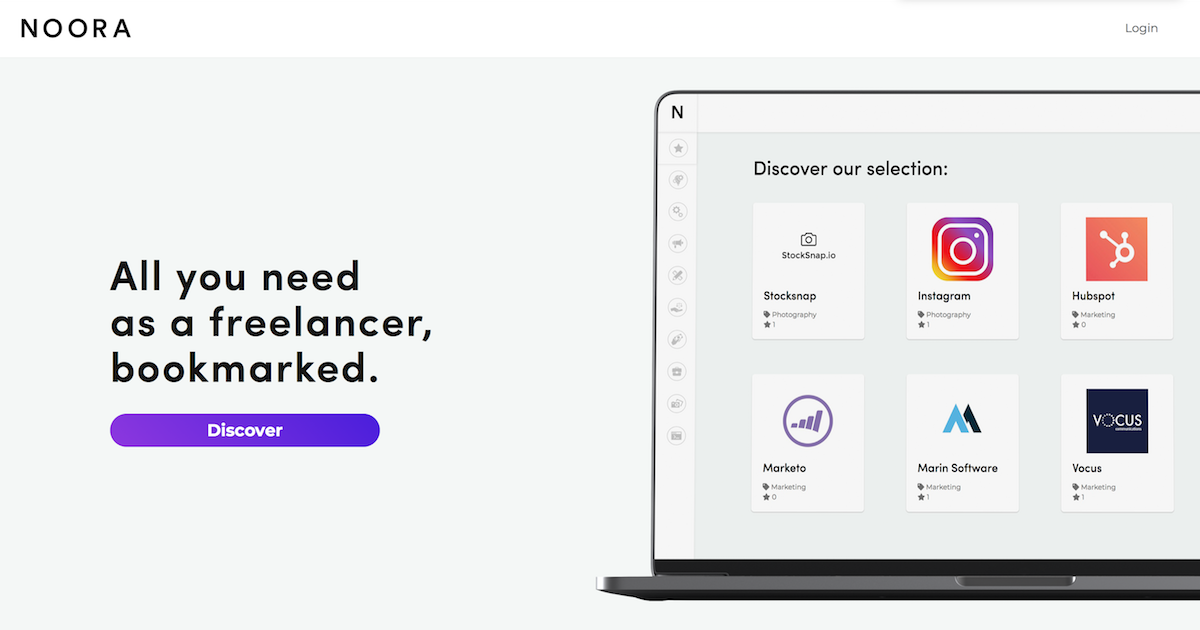 NOORA
Login
All you need
as a freelancer,
bookmarked.
Discover
N
Discover our selection:
StockSnap.io
Stocksnap
Photography
1
Instagram
Photography
1
Hubspot
Marketing
0
Marketo
Marketing
0
Marin Software
Marketing
1
VOCUS
communications
Vocus
Marketing
1